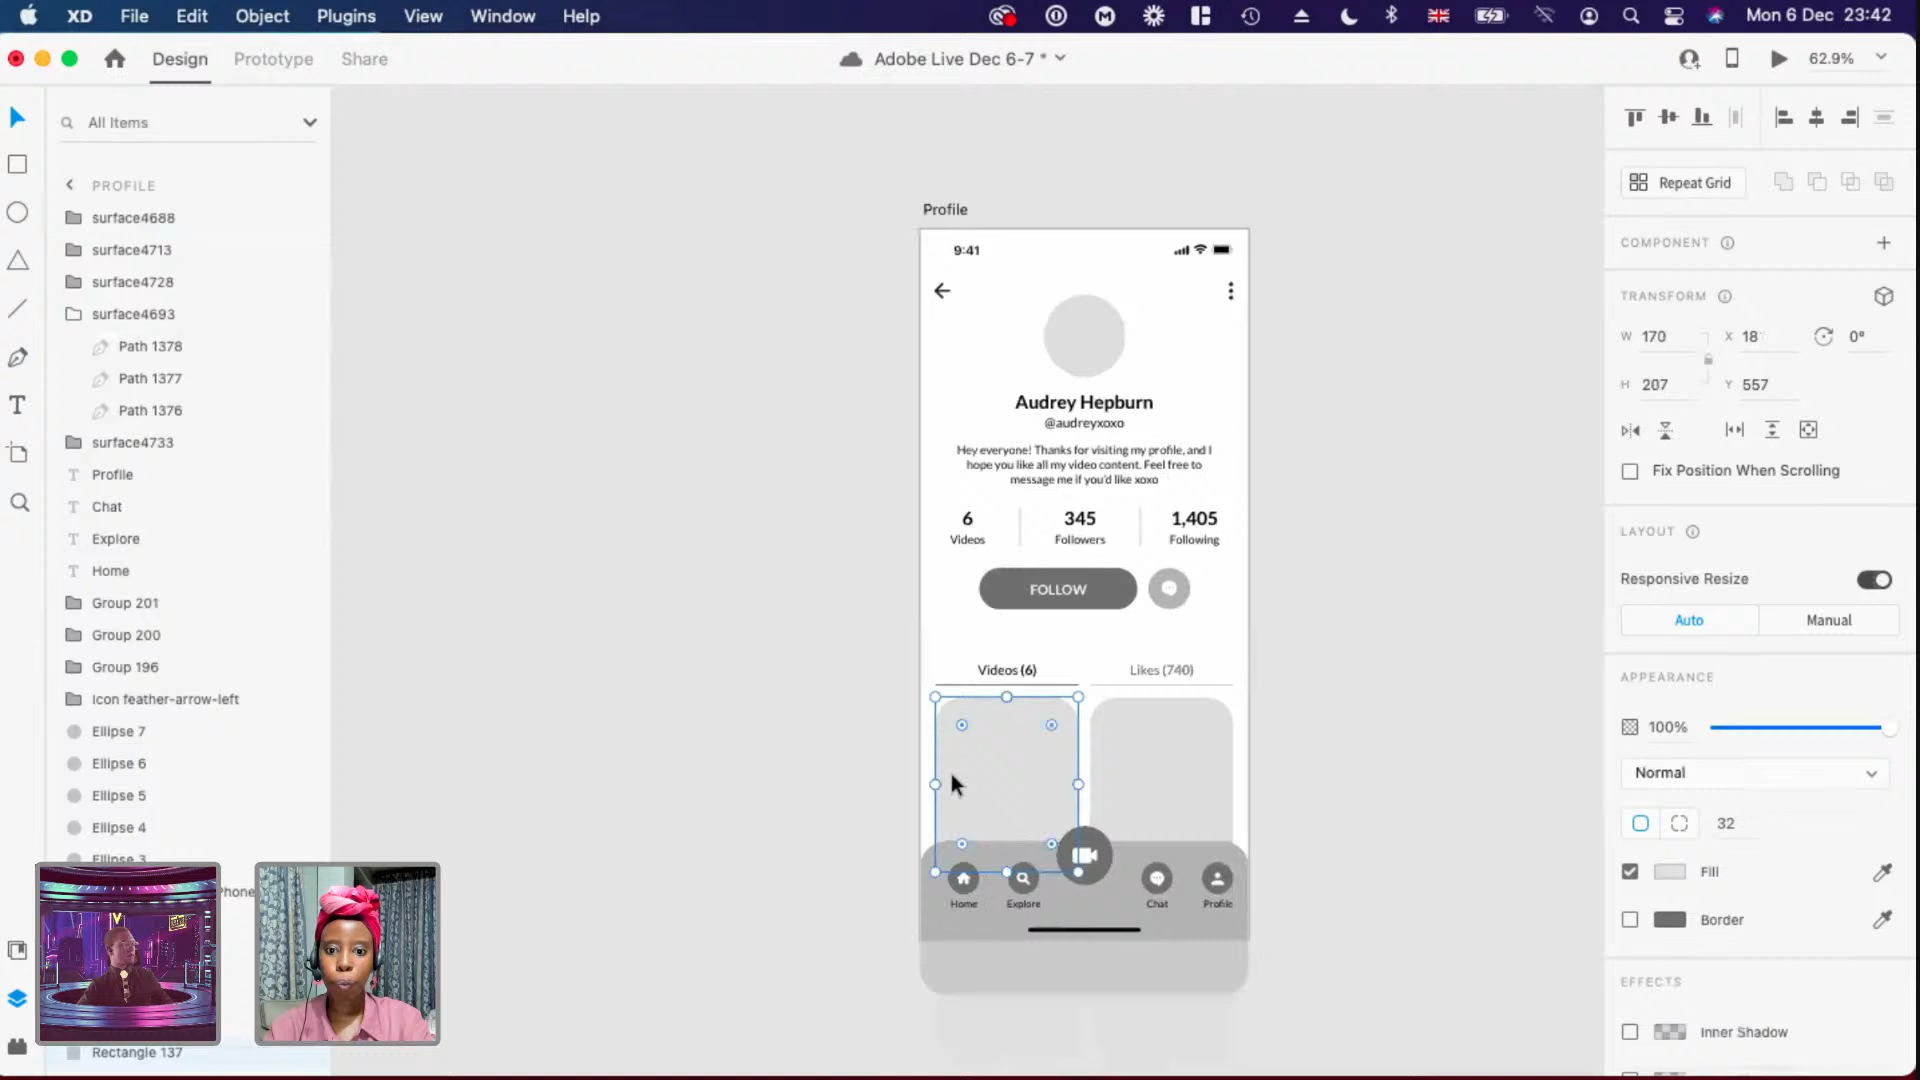 XD File Edit Object Plugins View Window Help
Mon 6 Dec 23:42
Design Prototype Share
Adobe Live Dec 6-7 *
62.9%
All Items
PROFILE
surface4688
surface4713
surface4728
surface4693
Path 1378
Path 1377
Path 1376
surface4733
Profile
Chat
Explore
Home
Group 201
Group 200
Group 196
Icon feather-arrow-left
Ellipse 7
Ellipse 6
Ellipse 5
Ellipse 4
Ellipse 3
Phone
Rectangle 137
Profile
9:41
Audrey Hepburn
@audreyxoxo
Hey everyone! Thanks for visiting my profile, and I
hope you like all my video content. Feel free to
message me if you'd like xoxo
6 345 1,405
Videos Followers Following
FOLLOW
Videos (6) Likes (740)
Home Explore Chat Profile
Repeat Grid
COMPONENT
TRANSFORM
W 170 X 18 0°
H 207 Y 557
Fix Position When Scrolling
LAYOUT
Responsive Resize
Auto Manual
APPEARANCE
100%
Normal
32
Fill
Border
EFFECTS
Inner Shadow